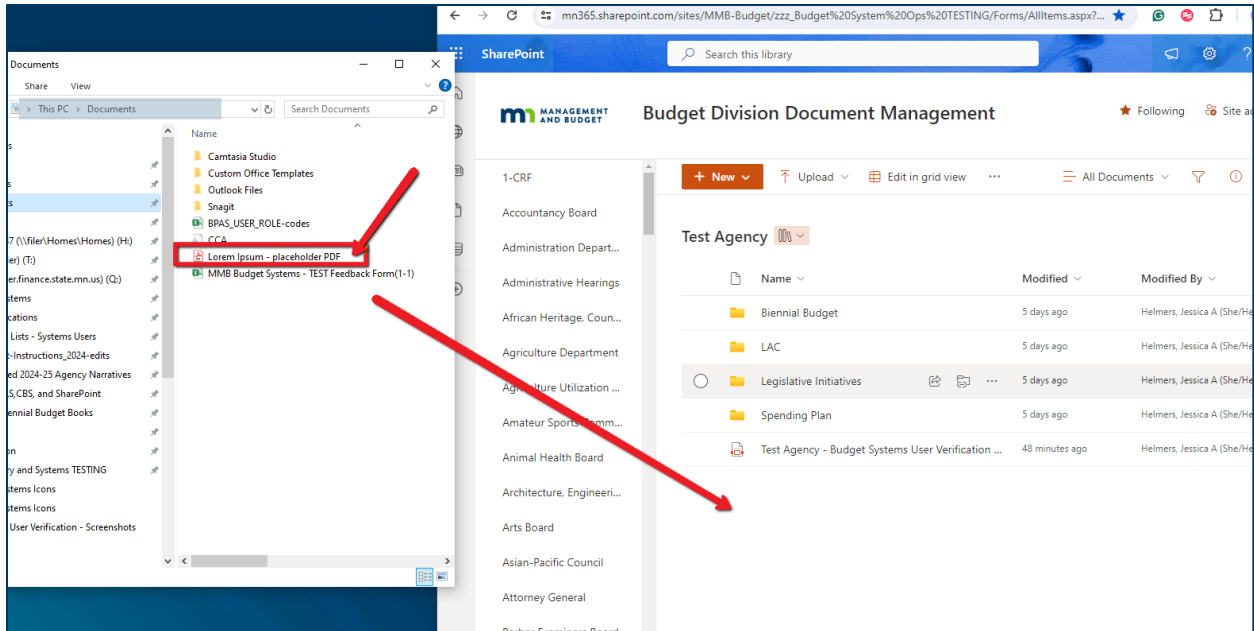 mn365.sharepoint.com/sites/MMB-Budget/zzz_Budget%20System%20Ops%20TESTING/Forms/AllItems.aspx?...
SharePoint
Search this library
Documents
Share View
This PC > Documents
Search Documents
Name
Camtasia Studio
Custom Office Templates
Outlook Files
Snagit
BPAS_USER_ROLE-codes
CCA
Lorem Ipsum - placeholder PDF
MMB Budget Systems - TEST Feedback Form(1-1)
s
s
s
7 (\\filer\Homes\Homes) (H:)
er) (T:)
er.finance.state.mn.us) (Q:)
stems
cations
Lists - Systems Users
-Instructions_2024-edits
ed 2024-25 Agency Narratives
S,CBS, and SharePoint
ennial Budget Books
on
ry and Systems TESTING
stems Icons
stems Icons
User Verification - Screenshots
MANAGEMENT
AND BUDGET
Budget Division Document Management
Following
Site ac
1-CRF
Accountancy Board
Administration Depart...
Administrative Hearings
African Heritage, Coun...
Agriculture Department
Agriculture Utilization ...
Amateur Sports Comm...
Animal Health Board
Architecture, Engineeri...
Arts Board
Asian-Pacific Council
Attorney General
Barber Examiners Board
+ New
Upload
Edit in grid view
...
All Documents
Test Agency
Name Modified Modified By
Biennial Budget 5 days ago Helmers, Jessica A (She/He
LAC 5 days ago Helmers, Jessica A (She/He
Legislative Initiatives ... 5 days ago Helmers, Jessica A (She/He
Spending Plan 5 days ago Helmers, Jessica A (She/He
Test Agency - Budget Systems User Verification ... 48 minutes ago Helmers, Jessica A (She/He